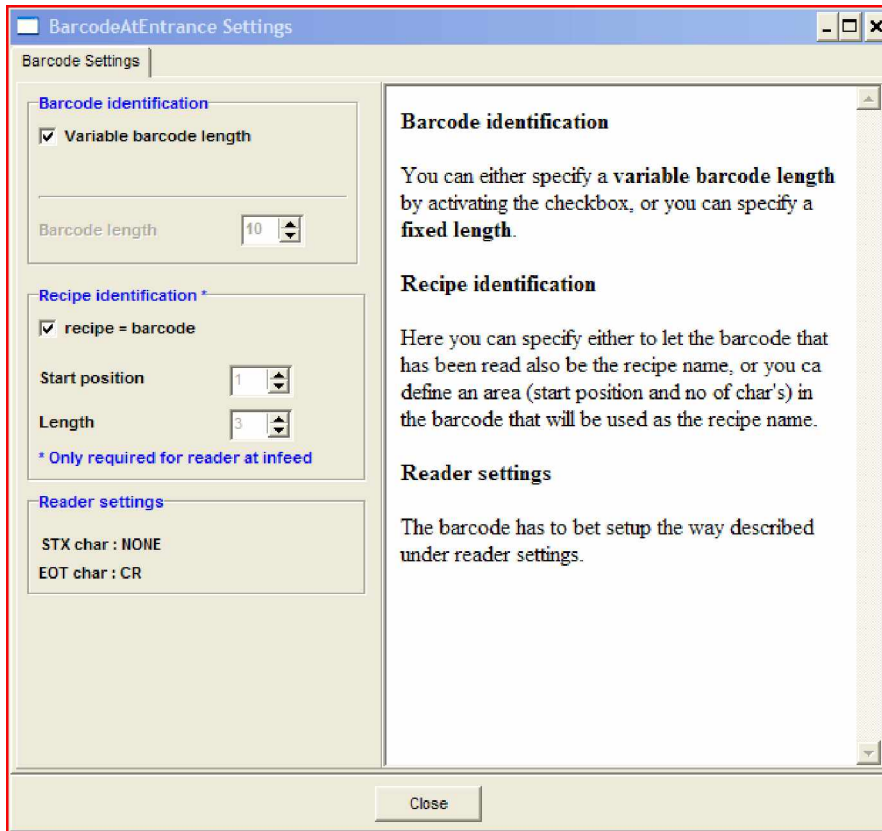 BarcodeAtEntrance Settings
Barcode Settings
Barcode identification
Variable barcode length
Barcode length 10
Recipe identification *
recipe = barcode
Start position 1
Length 3
* Only required for reader at infeed
Reader settings
STX char : NONE
EOT char : CR
Barcode identification
You can either specify a variable barcode length
by activating the checkbox, or you can specify a
fixed length.
Recipe identification
Here you can specify either to let the barcode that
has been read also be the recipe name, or you ca
define an area (start position and no of char's) in
the barcode that will be used as the recipe name.
Reader settings
The barcode has to bet setup the way described
under reader settings.
Close